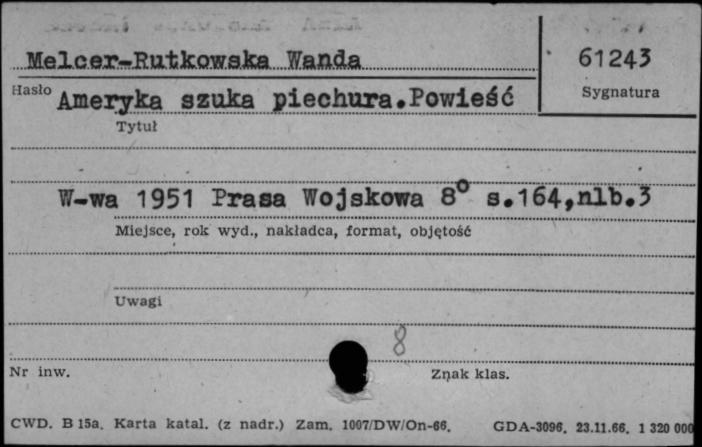 Melcer-Rutkowska Wanda
61243
Hasło
Sygnatura
Ameryka szuka piechura.Powieść
Tytuł
W-wa 1951 Prasa Wojskowa 8° s.164,nlb.3
Miejsce, rok wyd., nakładca, format, objętość
Uwagi
8
Nr inw.
Znak klas.
CWD. B 15a. Karta katal. (z nadr.) Zam. 1007/DW/On-66. GDA-3096. 23.11.66. 1 320 000